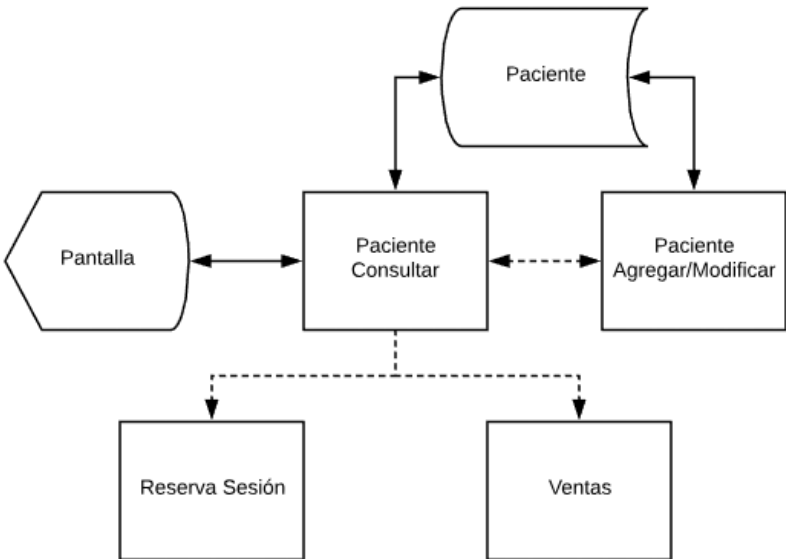 Paciente
Pantalla
Paciente
Consultar
Paciente
Agregar/Modificar
Reserva Sesión
Ventas